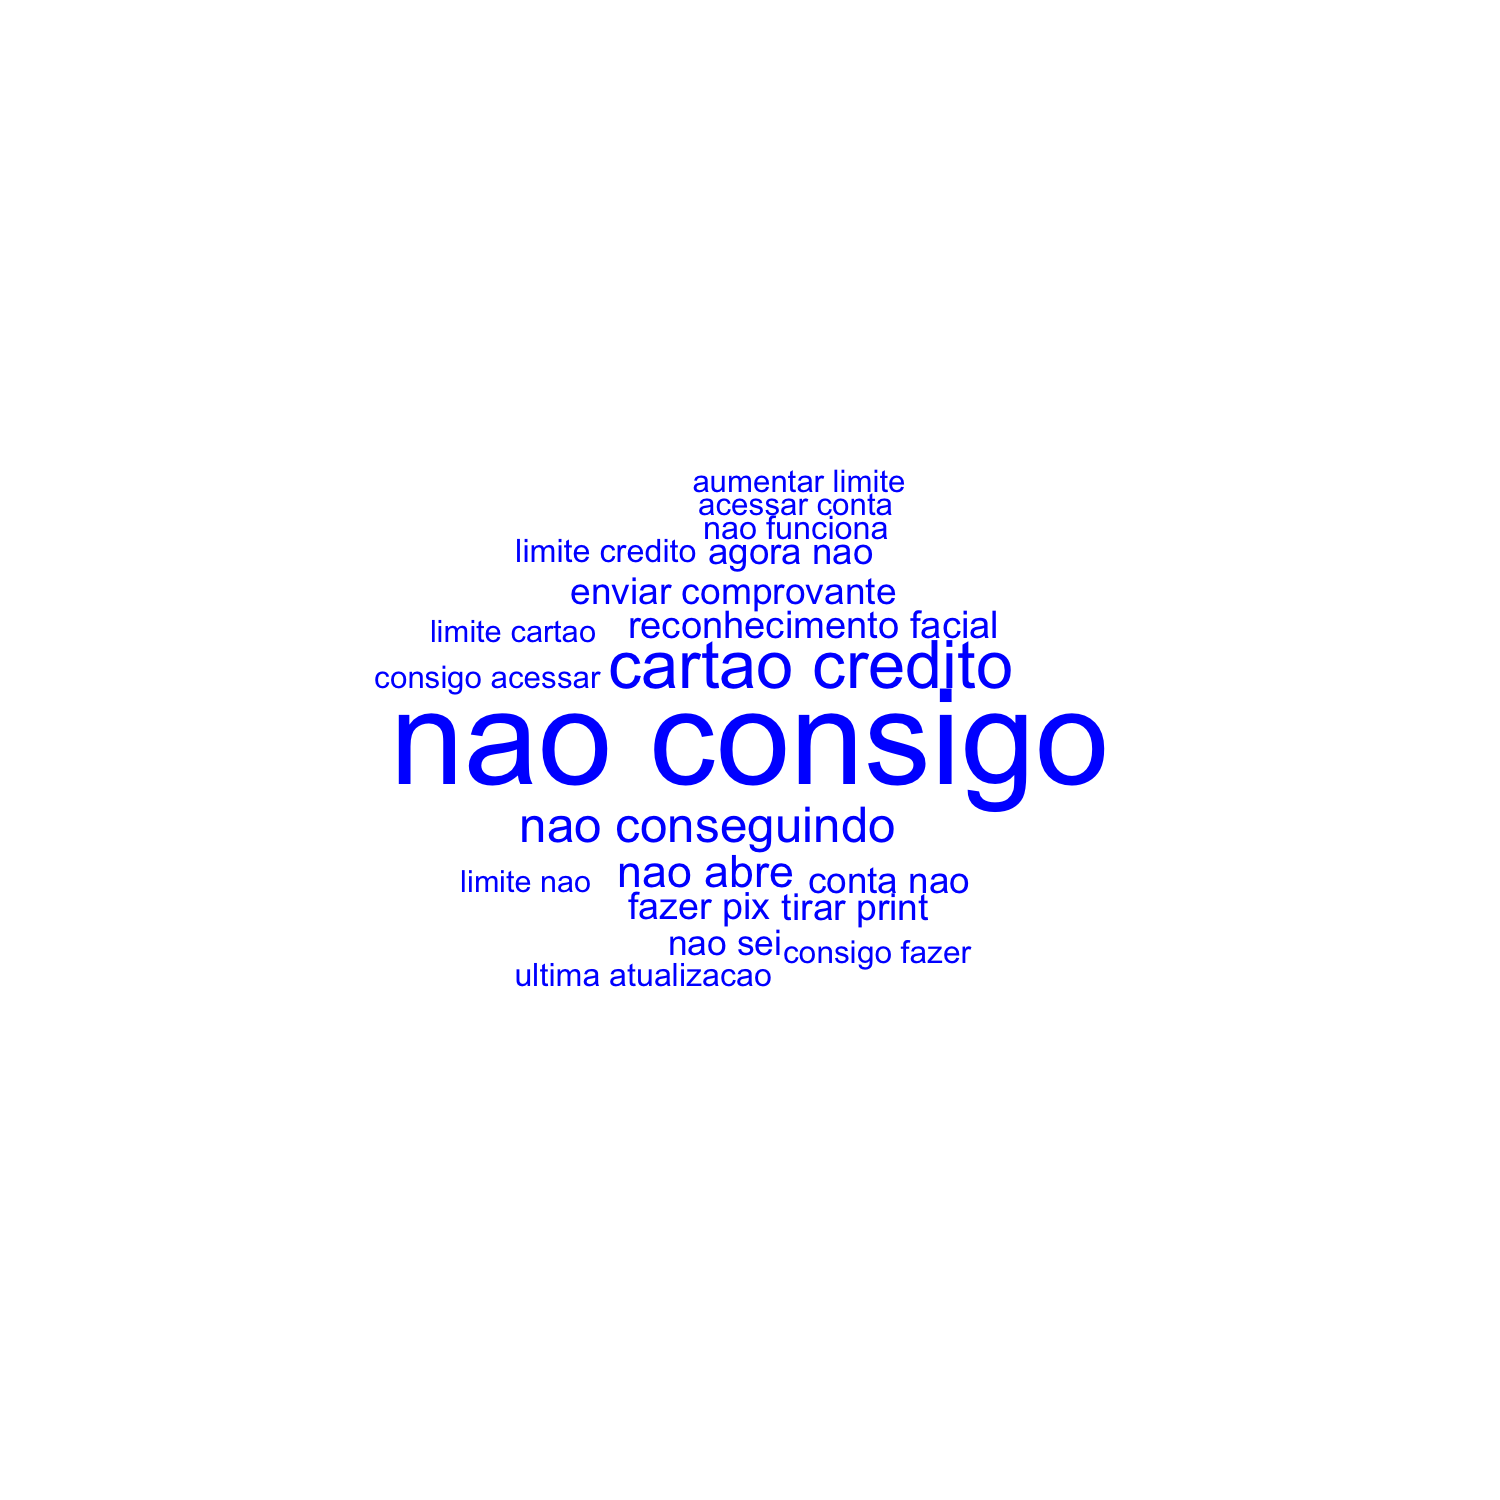 aumentar limite
acessar conta
nao funciona
limite credito agora nao
enviar comprovante
limite cartao reconhecimento facial
consigo acessar cartao credito
nao consigo
nao conseguindo
limite nao nao abre conta nao
fazer pix tirar print
nao sei consigo fazer
ultima atualizacao